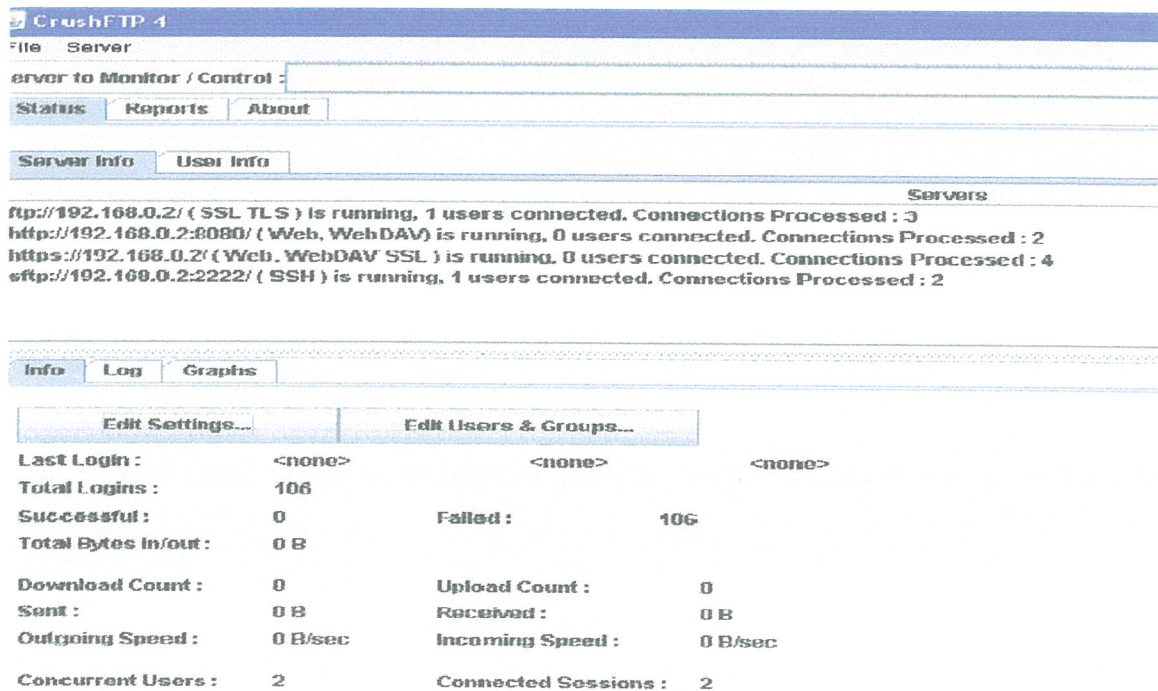 CrushFTP 4
File Server
erver to Monitor / Control :
Status Reports About
Server Info User Info
Servers
ftp://192.168.0.2/ ( SSL TLS ) is running, 1 users connected. Connections Processed : 3
http://192.168.0.2:8080/ ( Web, WebDAV) is running, 0 users connected. Connections Processed : 2
https://192.168.0.2/ ( Web, WebDAV SSL ) is running, 0 users connected. Connections Processed : 4
sftp://192.168.0.2:2222/ ( SSH ) is running, 1 users connected. Connections Processed : 2
Info Log Graphs
Edit Settings... Edit Users & Groups...
Last Login : <none> <none> <none>
Total Logins : 106
Successful : 0 Failed : 106
Total Bytes In/out : 0 B
Download Count : 0 Upload Count : 0
Sent : 0 B Received : 0 B
Outgoing Speed : 0 B/sec Incoming Speed : 0 B/sec
Concurrent Users : 2 Connected Sessions : 2